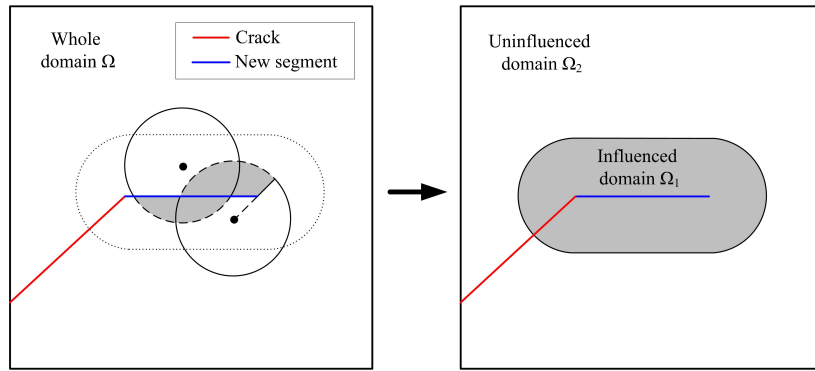 Whole
domain Ω
Crack
New segment
Uninfluenced
domain Ω₂
Influenced
domain Ω₁